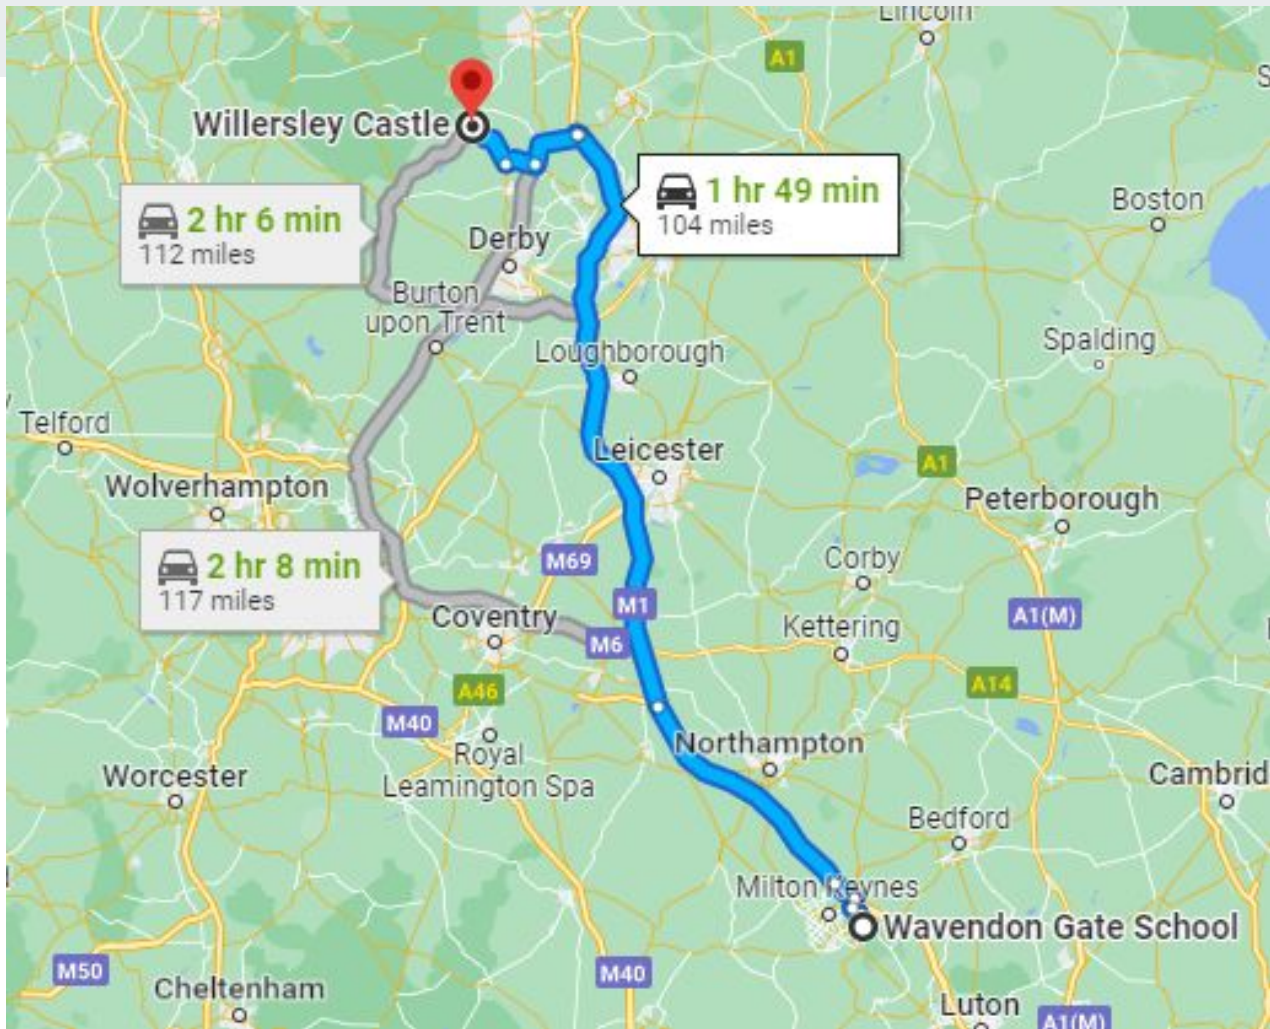 Lincoln
A1
Willersley Castle
1 hr 49 min
104 miles
Boston
2 hr 6 min
112 miles
Derby
Burton
upon Trent
Spalding
Loughborough
Telford
Leicester
A1
Wolverhampton
Peterborough
2 hr 8 min
117 miles
M69
Corby
M1
A1(M)
Coventry
M6
Kettering
A46
A14
M40
Northampton
Royal
Leamington Spa
Worcester
Cambrid
Bedford
Milton Keynes
Wavendon Gate School
M50
M40
Cheltenham
Luton
A1(M)